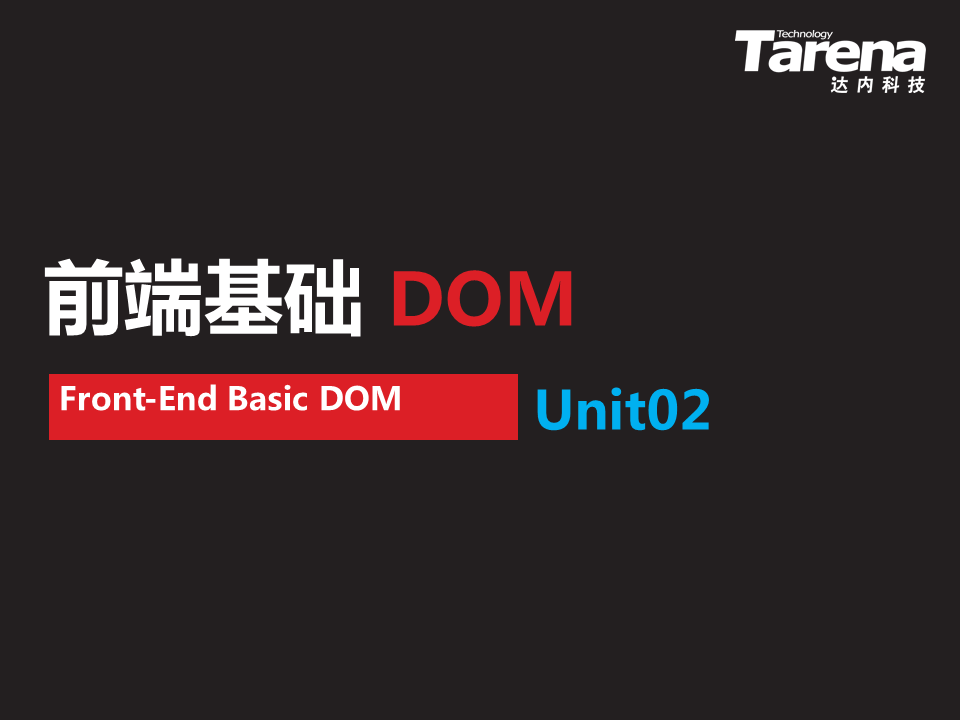 Technology
Tarena
达内科技
前端基础 DOM
Front-End Basic DOM
Unit02